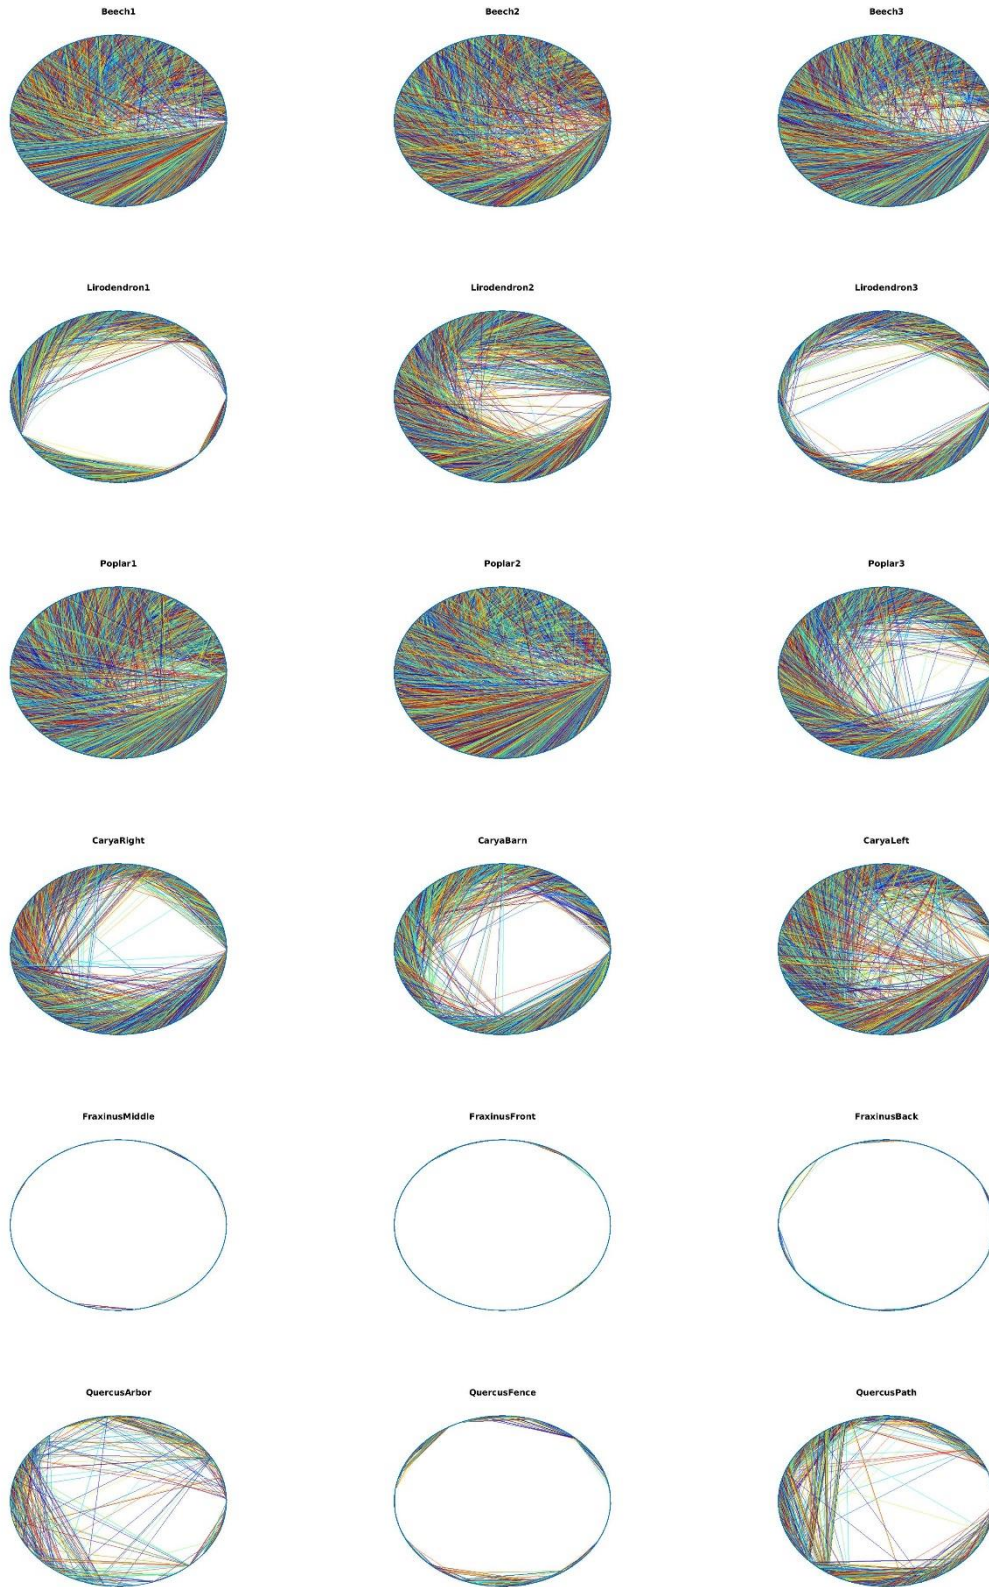 Beech1
Beech2
Beech3
Lirodendron1
Lirodendron2
Lirodendron3
Poplar1
Poplar2
Poplar3
CaryaRight
CaryaBarn
CaryaLeft
FraxinusMiddle
FraxinusFront
FraxinusBack
QuercusArbor
QuercusFence
QuercusPath